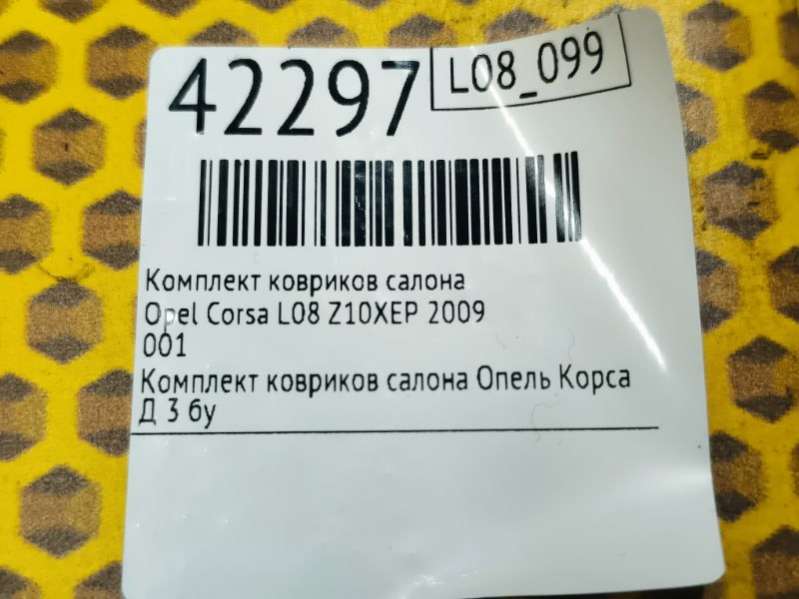 42297
L08_099
Комплект ковриков салона
Opel Corsa L08 Z10XEP 2009
001
Комплект ковриков салона Опель Корса
Д 3 бу